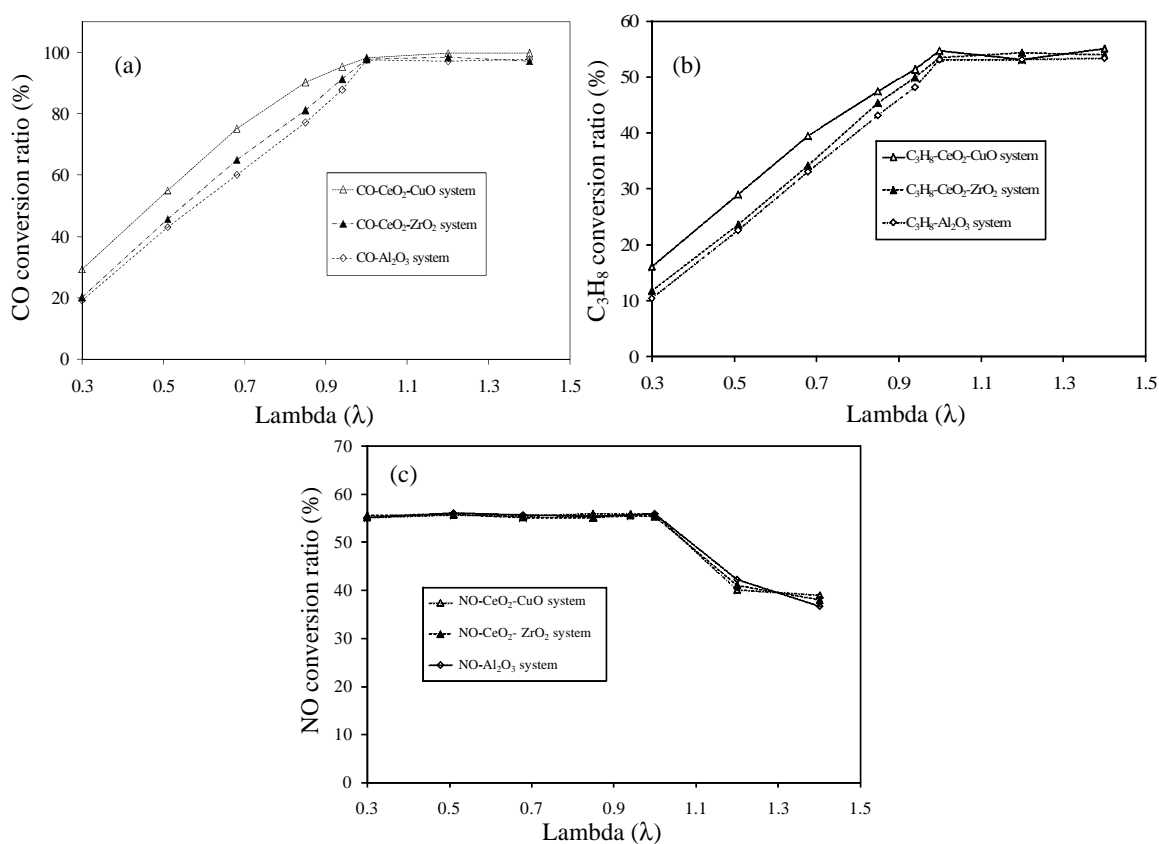 (a)
CO conversion ratio (%)
100
80
60
40
20
0
CO-CeO₂-CuO system
CO-CeO₂-ZrO₂ system
CO-Al₂O₃ system
0.3 0.5 0.7 0.9 1.1 1.3 1.5
Lambda (λ)
(b)
C₃H₈ conversion ratio (%)
60
50
40
30
20
10
0
C₃H₈-CeO₂-CuO system
C₃H₈-CeO₂-ZrO₂ system
C₃H₈-Al₂O₃ system
0.3 0.5 0.7 0.9 1.1 1.3 1.5
Lambda (λ)
(c)
NO conversion ratio (%)
70
60
50
40
30
20
10
0
NO-CeO₂-CuO system
NO-CeO₂- ZrO₂ system
NO-Al₂O₃ system
0.3 0.5 0.7 0.9 1.1 1.3 1.5
Lambda (λ)